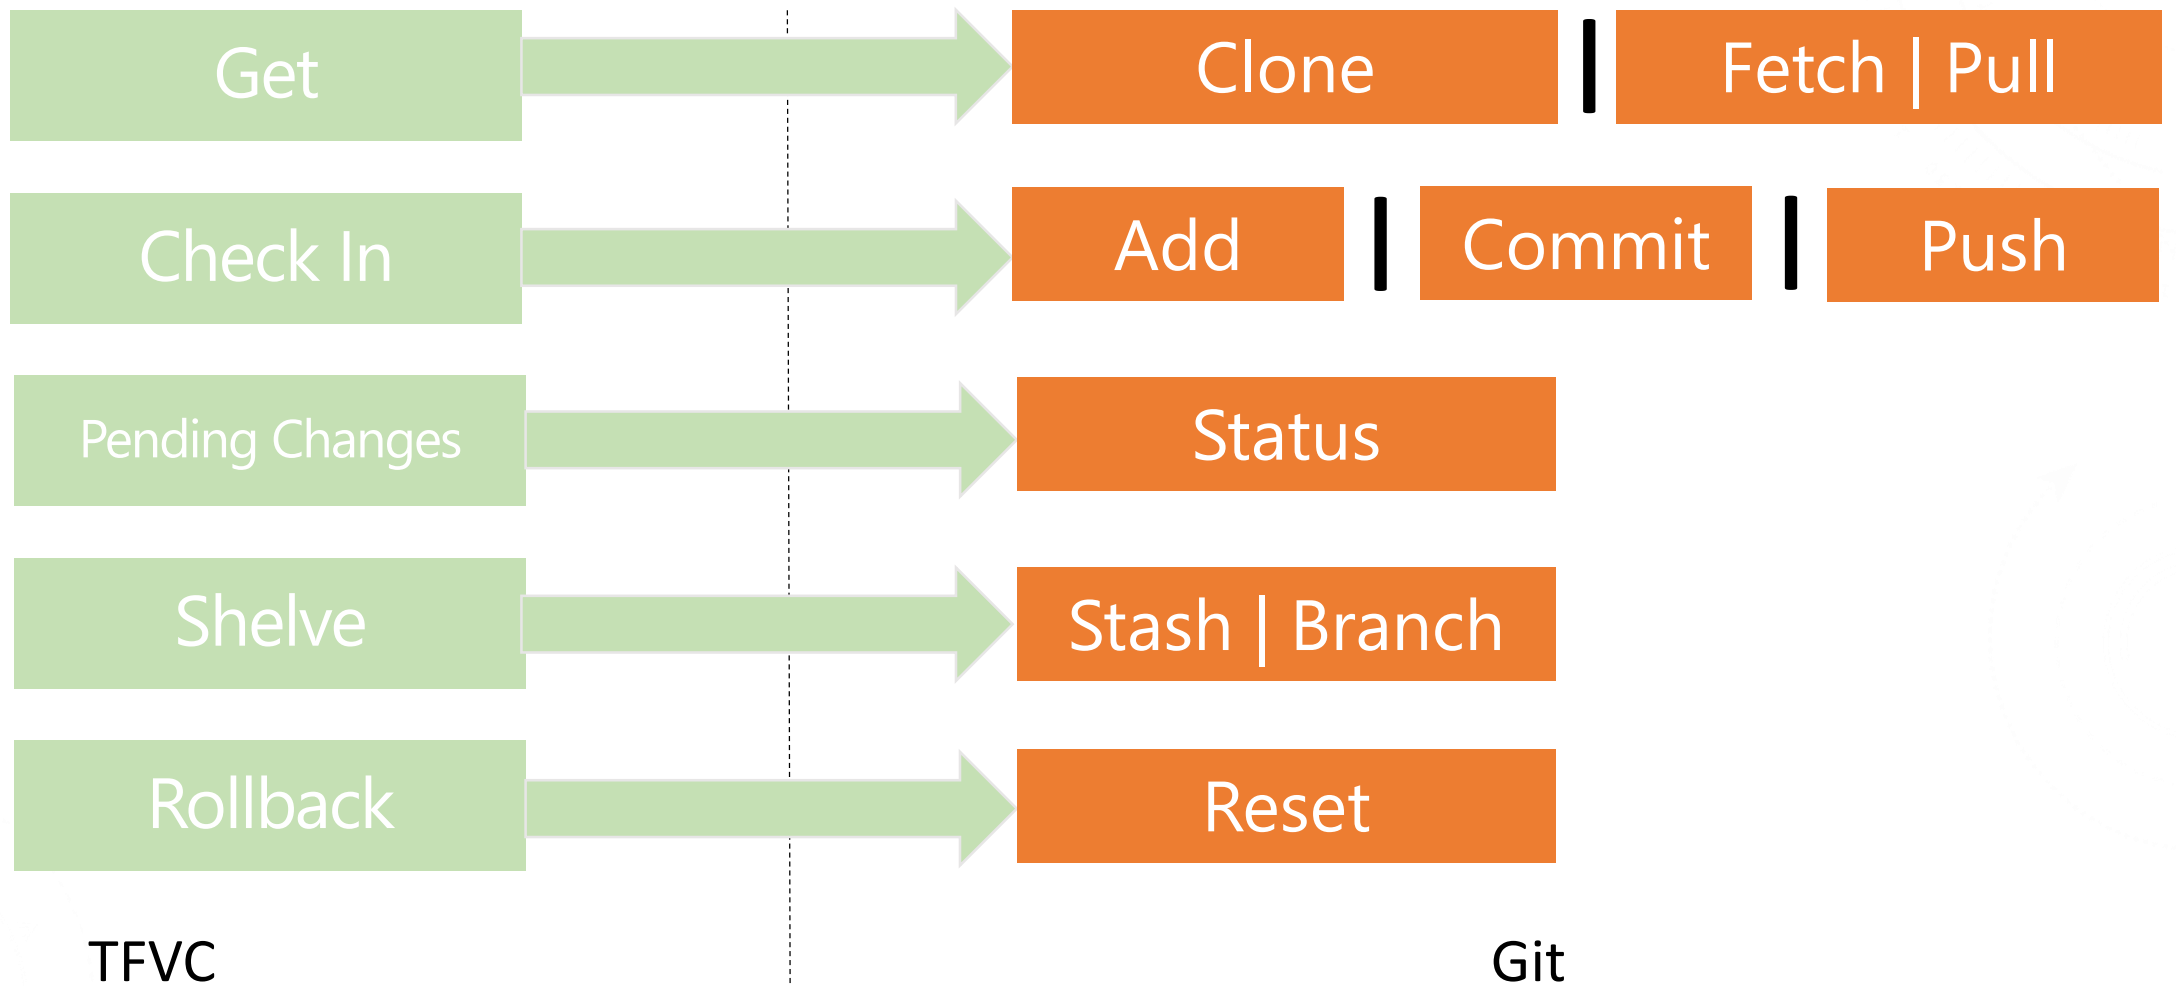 Get
Clone
Fetch | Pull
Check In
Add
Commit
Push
Pending Changes
Status
Shelve
Stash | Branch
Rollback
Reset
TFVC
Git